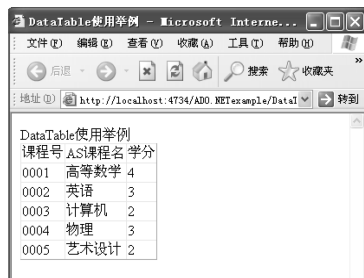 DataTable使用举例 - Microsoft Interne...
文件(F) 编辑(E) 查看(V) 收藏(A) 工具(T) 帮助(H)
后退 搜索 收藏夹 »
地址(D) http://localhost:4734/ADO.NETexample/DataT 转到
DataTable使用举例
课程号 AS课程名 学分
0001 高等数学 4
0002 英语 3
0003 计算机 2
0004 物理 3
0005 艺术设计 2